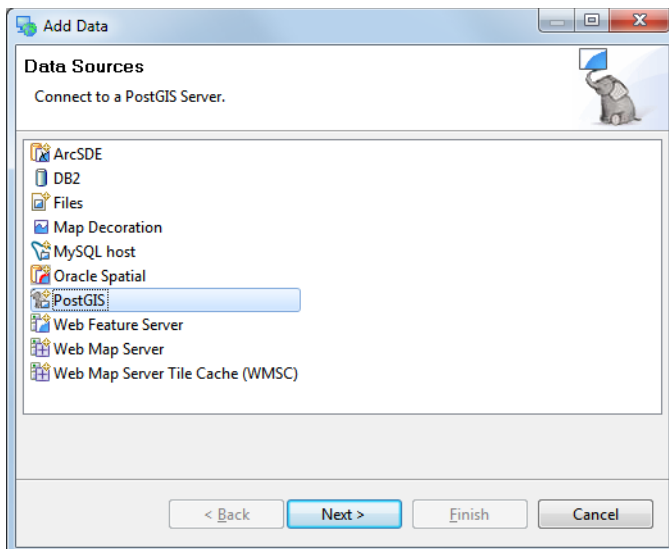 Add Data
Data Sources
Connect to a PostGIS Server.
ArcSDE
DB2
Files
Map Decoration
MySQL host
Oracle Spatial
PostGIS
Web Feature Server
Web Map Server
Web Map Server Tile Cache (WMSC)
< Back Next > Finish Cancel